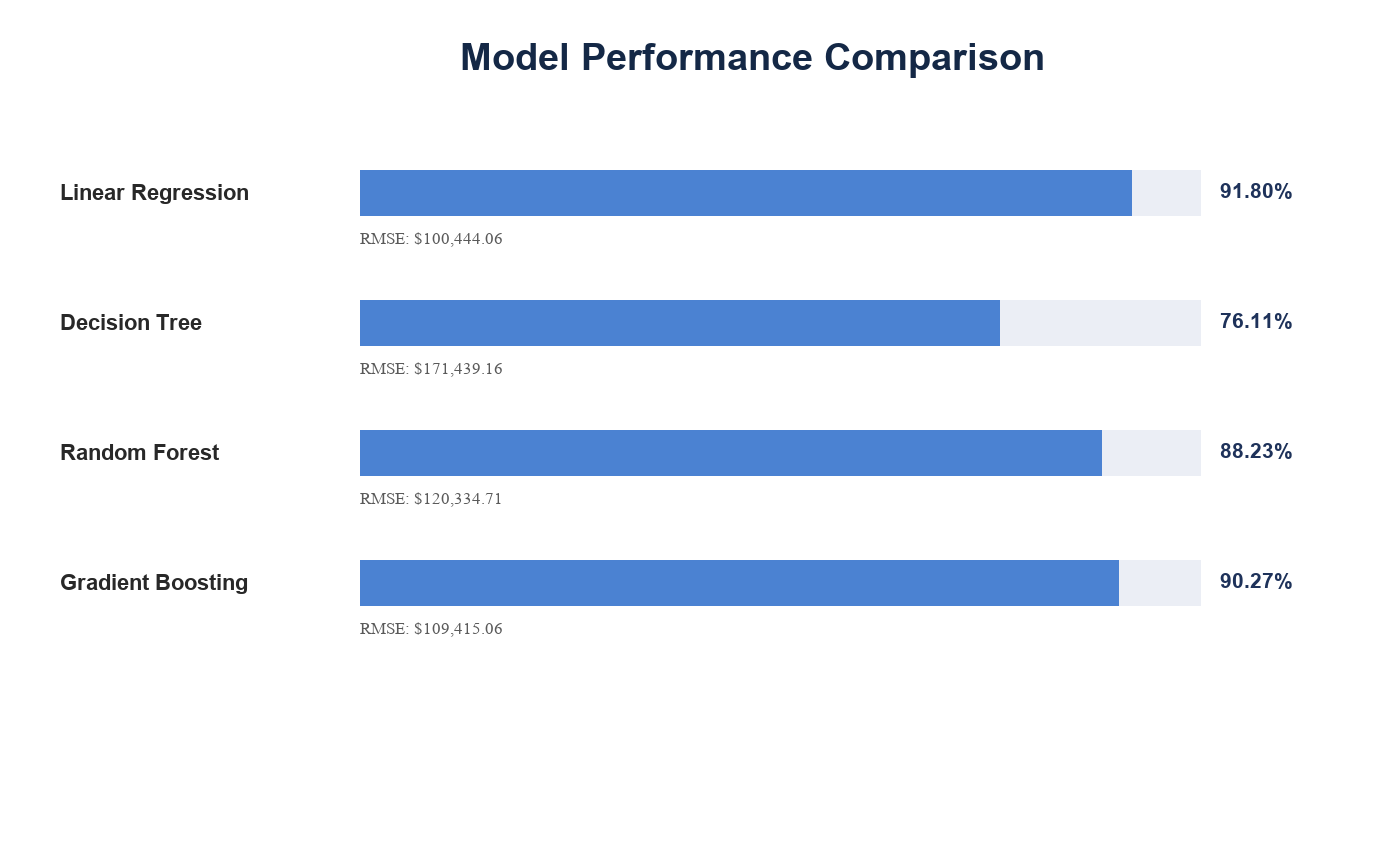 Model Performance Comparison
Linear Regression
91.80%
RMSE: $100,444.06
Decision Tree
76.11%
RMSE: $171,439.16
Random Forest
88.23%
RMSE: $120,334.71
Gradient Boosting
90.27%
RMSE: $109,415.06